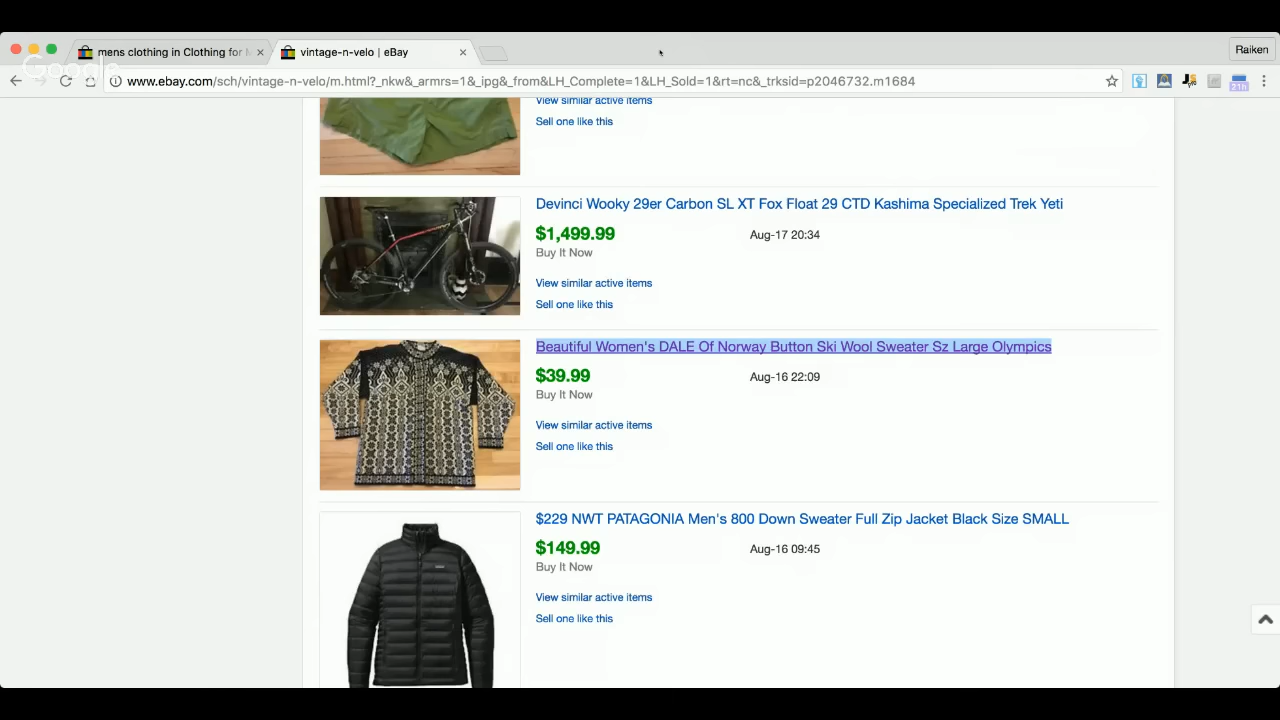 mens clothing in Clothing for M
vintage-n-velo | eBay
Raiken
Google
www.ebay.com/sch/vintage-n-velo/m.html?_nkw&_armrs=1&_ipg&_from&LH_Complete=1&LH_Sold=1&rt=nc&_trksid=p2046732.m1684
21h
View similar active items
Sell one like this
Devinci Wooky 29er Carbon SL XT Fox Float 29 CTD Kashima Specialized Trek Yeti
$1,499.99 Aug-17 20:34
Buy It Now
View similar active items
Sell one like this
Beautiful Women's DALE Of Norway Button Ski Wool Sweater Sz Large Olympics
$39.99 Aug-16 22:09
Buy It Now
View similar active items
Sell one like this
$229 NWT PATAGONIA Men's 800 Down Sweater Full Zip Jacket Black Size SMALL
$149.99 Aug-16 09:45
Buy It Now
View similar active items
Sell one like this